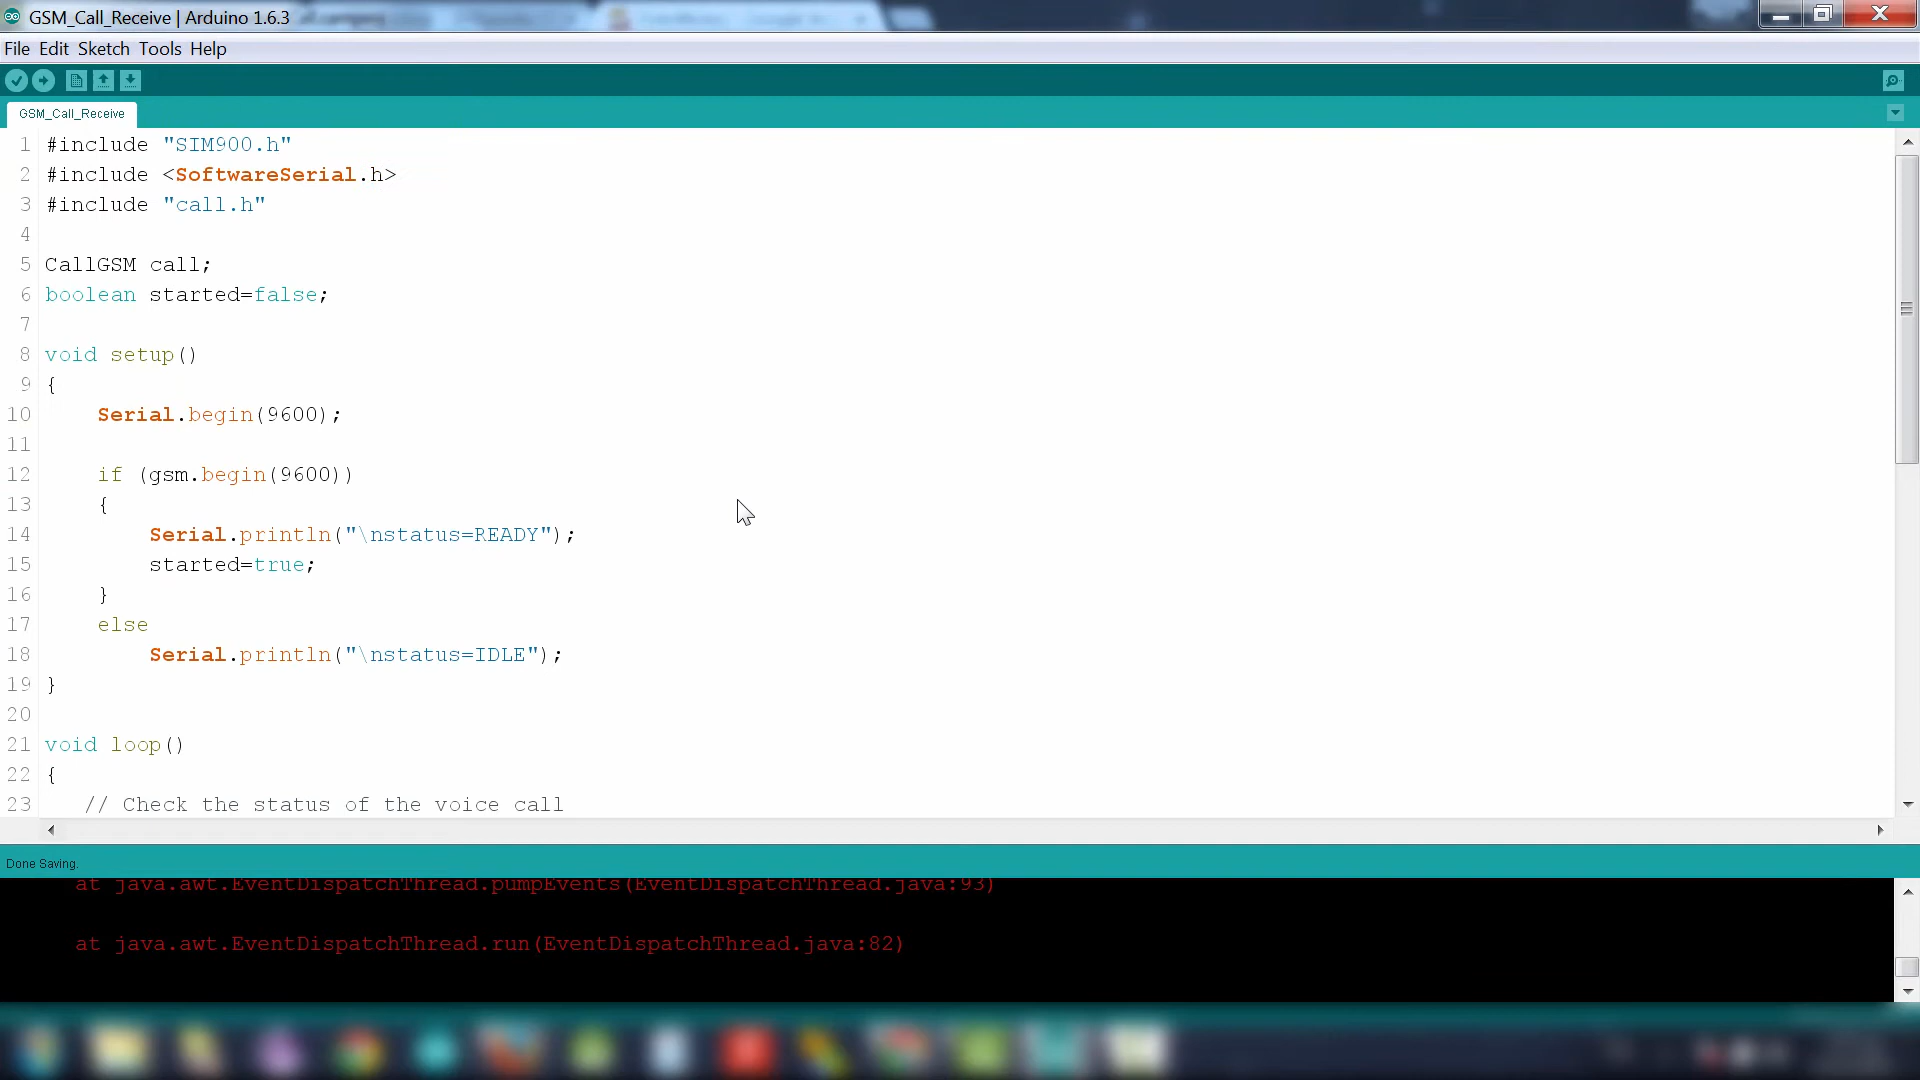 GSM_Call_Receive | Arduino 1.6.3
File Edit Sketch Tools Help
GSM_Call_Receive
1 #include "SIM900.h"
2 #include <SoftwareSerial.h>
3 #include "call.h"
4
5 CallGSM call;
6 boolean started=false;
7
8 void setup()
9 {
10 Serial.begin(9600);
11
12 if (gsm.begin(9600))
13 {
14 Serial.println("\nstatus=READY");
15 started=true;
16 }
17 else
18 Serial.println("\nstatus=IDLE");
19 }
20
21 void loop()
22 {
23 // Check the status of the voice call
Done Saving.
at java.awt.EventDispatchThread.pumpEvents(EventDispatchThread.java:93)
at java.awt.EventDispatchThread.run(EventDispatchThread.java:82)